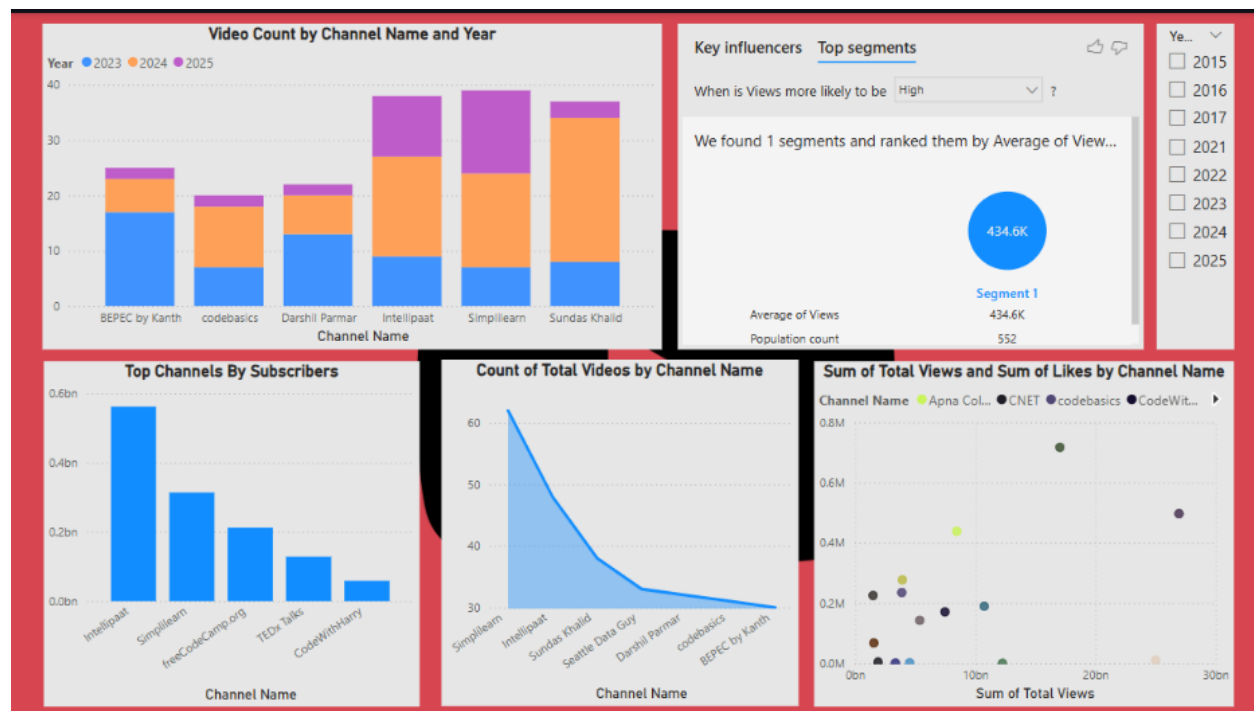 Video Count by Channel Name and Year
Year 2023 2024 2025
40
30
20
10
0
BEPEC by Kanth codebasics Darshil Parmar Intellipaat Simplilearn Sundas Khalid
Channel Name
Key influencers Top segments
When is Views more likely to be High ?
We found 1 segments and ranked them by Average of View...
434.6K
Segment 1
Average of Views 434.6K
Population count 552
Ye...
2015
2016
2017
2021
2022
2023
2024
2025
Top Channels By Subscribers
0.6bn
0.4bn
0.2bn
0.0bn
Intellipaat Simplilearn freeCodeCamp.org TEDx Talks CodeWithHarry
Channel Name
Count of Total Videos by Channel Name
60
50
40
30
Simplilearn Intellipaat Sundas Khalid Seattle Data Guy Darshil Parmar codebasics BEPEC by Kanth
Channel Name
Sum of Total Views and Sum of Likes by Channel Name
Channel Name Apna Col... CNET codebasics CodeWit...
0.8M
0.6M
0.4M
0.2M
0.0M
0bn 10bn 20bn 30bn
Sum of Total Views